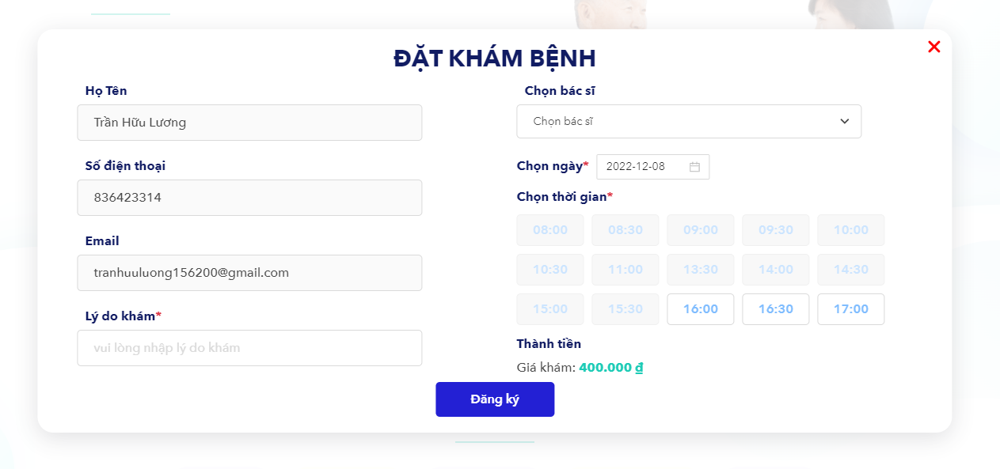 ĐẶT KHÁM BỆNH
Họ Tên
Trần Hữu Lương
Số điện thoại
836423314
Email
tranhuuluong156200@gmail.com
Lý do khám*
vui lòng nhập lý do khám
Chọn bác sĩ
Chọn bác sĩ
Chọn ngày* 2022-12-08
Chọn thời gian*
08:00 08:30 09:00 09:30 10:00
10:30 11:00 13:30 14:00 14:30
15:00 15:30 16:00 16:30 17:00
Thành tiền
Giá khám: 400.000 ₫
Đăng ký